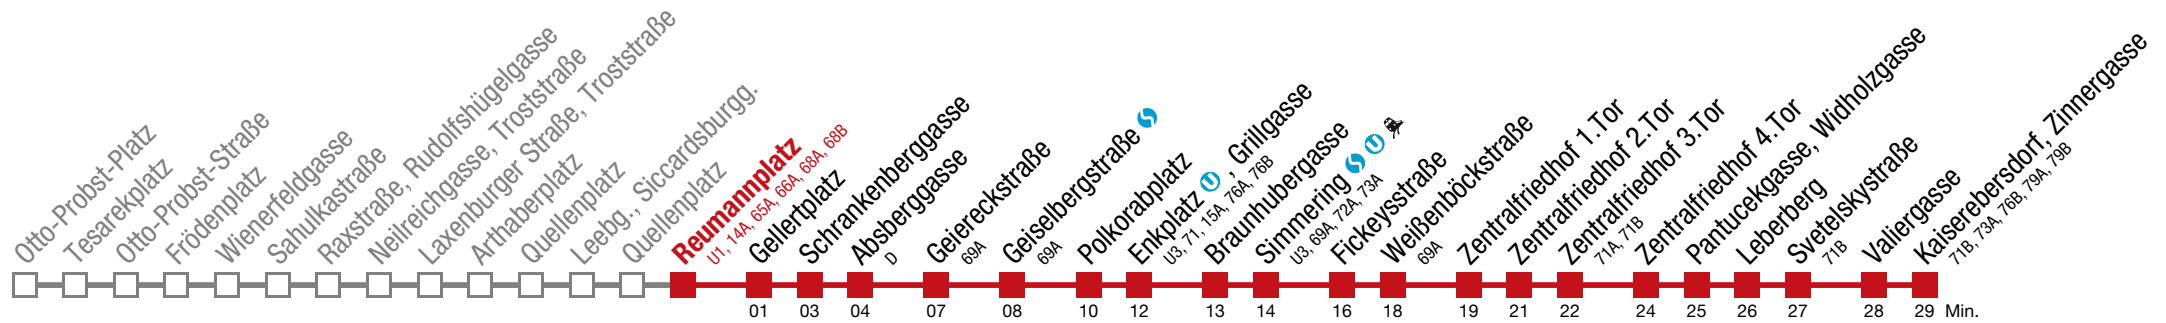 Otto-Probst-Platz
Tesarekplatz
Otto-Probst-Straße
Frödenplatz
Wienerfeldgasse
Sahulkastraße
Raxstraße, Rudolfshügelgasse
Neilreichgasse, Troststraße
Laxenburger Straße, Troststraße
Arthaberplatz
Quellenplatz
Leebg., Siccardsburgg.
Quellenplatz
Reumannplatz
U1, 14A, 65A, 66A, 68A, 68B
Gellertplatz
Schrankenberggasse
Absberggasse
D
Geiereckstraße
69A
Geiselbergstraße
69A
Polkorabplatz
Enkplatz U, Grillgasse
U3, 71, 15A, 76A, 76B
Braunhubergasse
Simmering U
U3, 69A, 72A, 73A
Fickeysstraße
Weißenböckstraße
69A
Zentralfriedhof 1.Tor
Zentralfriedhof 2.Tor
Zentralfriedhof 3.Tor
71A, 71B
Zentralfriedhof 4.Tor
Pantucekgasse, Widholzgasse
Leberberg
Svetelskystraße
71B
Valiergasse
Kaiserebersdorf, Zinnergasse
71B, 73A, 76B, 79A, 79B
01 03 04 07 08 10 12 13 14 16 18 19 21 22 24 25 26 27 28 29 Min.